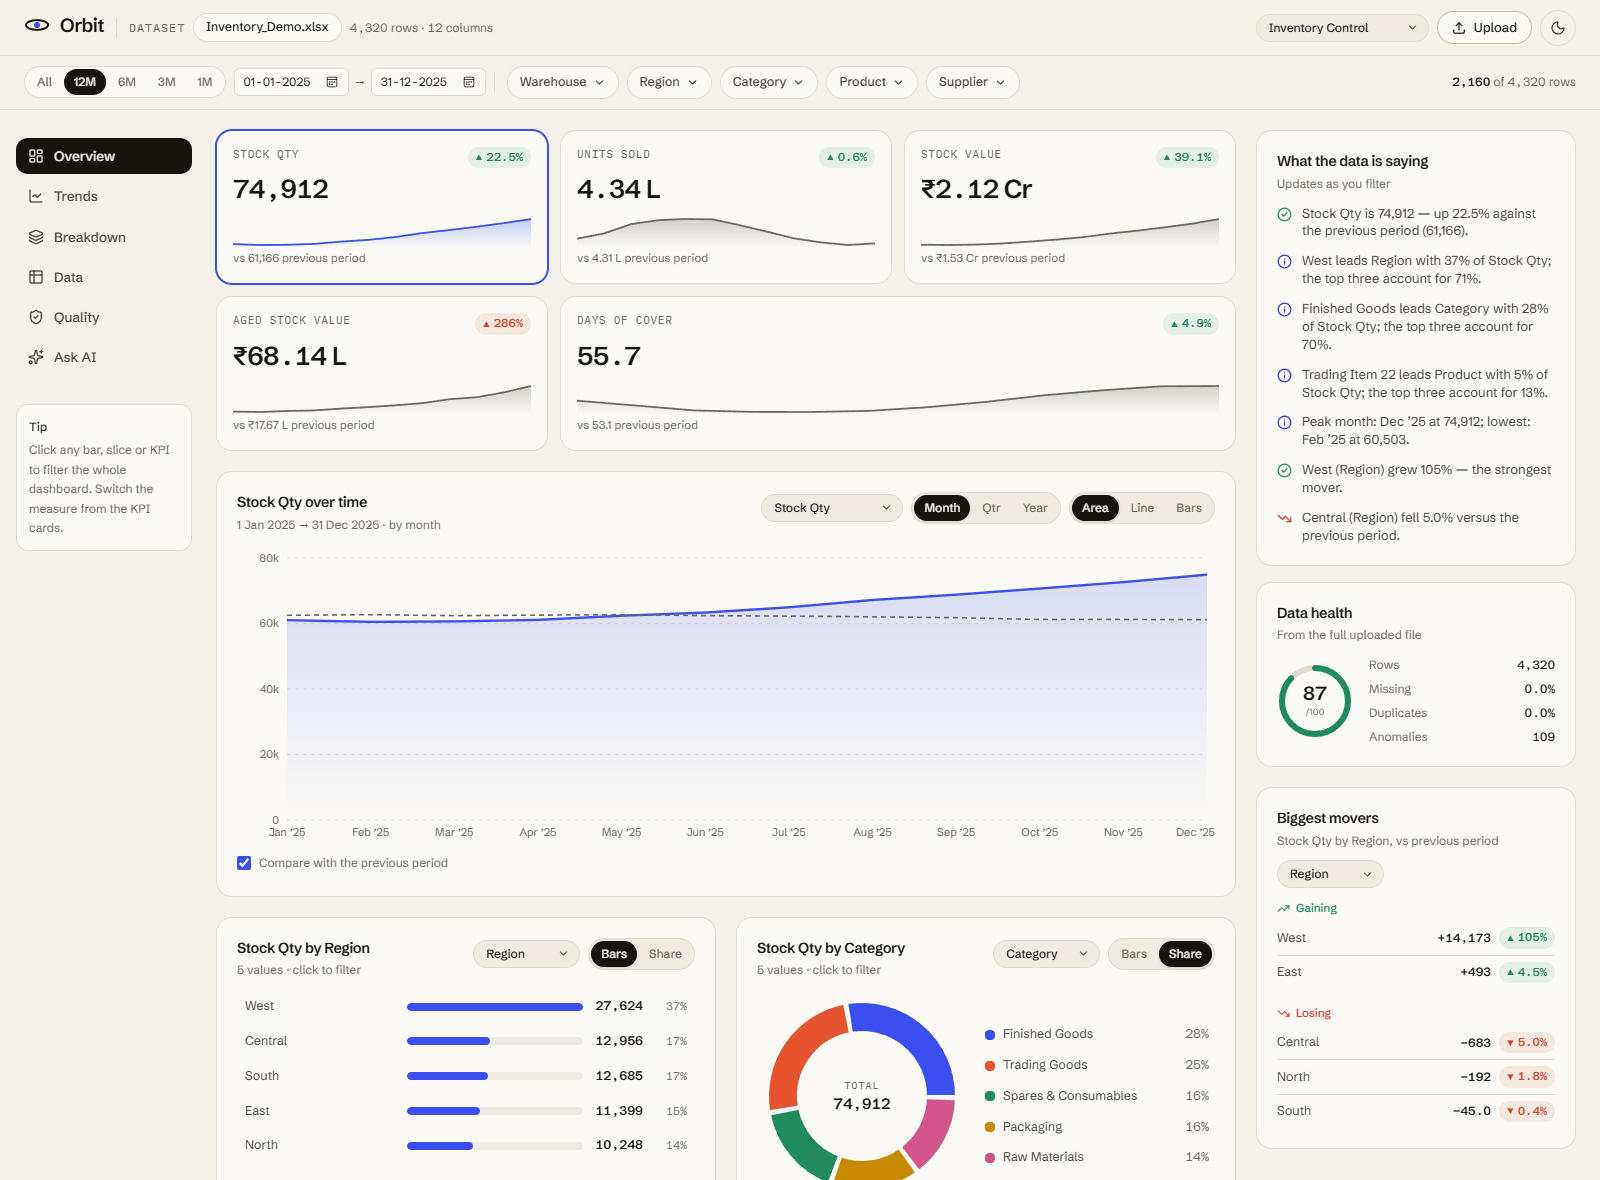 Orbit
DATASET
Inventory_Demo.xlsx
4,320 rows · 12 columns
Inventory Control
Upload
All
12M
6M
3M
1M
01-01-2025
→
31-12-2025
Warehouse
Region
Category
Product
Supplier
2,160 of 4,320 rows
Overview
Trends
Breakdown
Data
Quality
Ask AI
Tip
Click any bar, slice or KPI
to filter the whole
dashboard. Switch the
measure from the KPI
cards.
STOCK QTY
▲ 22.5%
74,912
vs 61,166 previous period
UNITS SOLD
▲ 0.6%
4.34 L
vs 4.31 L previous period
STOCK VALUE
▲ 39.1%
₹2.12 Cr
vs ₹1.53 Cr previous period
AGED STOCK VALUE
▲ 286%
₹68.14 L
vs ₹17.67 L previous period
DAYS OF COVER
▲ 4.9%
55.7
vs 53.1 previous period
Stock Qty over time
1 Jan 2025 → 31 Dec 2025 · by month
Stock Qty
Month
Qtr
Year
Area
Line
Bars
80k
60k
40k
20k
0
Jan ’25
Feb ’25
Mar ’25
Apr ’25
May ’25
Jun ’25
Jul ’25
Aug ’25
Sep ’25
Oct ’25
Nov ’25
Dec ’25
Compare with the previous period
Stock Qty by Region
5 values · click to filter
Region
Bars
Share
West 27,624 37%
Central 12,956 17%
South 12,685 17%
East 11,399 15%
North 10,248 14%
Stock Qty by Category
5 values · click to filter
Category
Bars
Share
TOTAL
74,912
Finished Goods 28%
Trading Goods 25%
Spares & Consumables 16%
Packaging 16%
Raw Materials 14%
What the data is saying
Updates as you filter
Stock Qty is 74,912 — up 22.5% against
the previous period (61,166).
West leads Region with 37% of Stock Qty;
the top three account for 71%.
Finished Goods leads Category with 28%
of Stock Qty; the top three account for
70%.
Trading Item 22 leads Product with 5% of
Stock Qty; the top three account for 13%.
Peak month: Dec ’25 at 74,912; lowest:
Feb ’25 at 60,503.
West (Region) grew 105% — the strongest
mover.
Central (Region) fell 5.0% versus the
previous period.
Data health
From the full uploaded file
87
/100
Rows 4,320
Missing 0.0%
Duplicates 0.0%
Anomalies 109
Biggest movers
Stock Qty by Region, vs previous period
Region
Gaining
West +14,173 ▲ 105%
East +493 ▲ 4.5%
Losing
Central −683 ▼ 5.0%
North −192 ▼ 1.8%
South −45.0 ▼ 0.4%